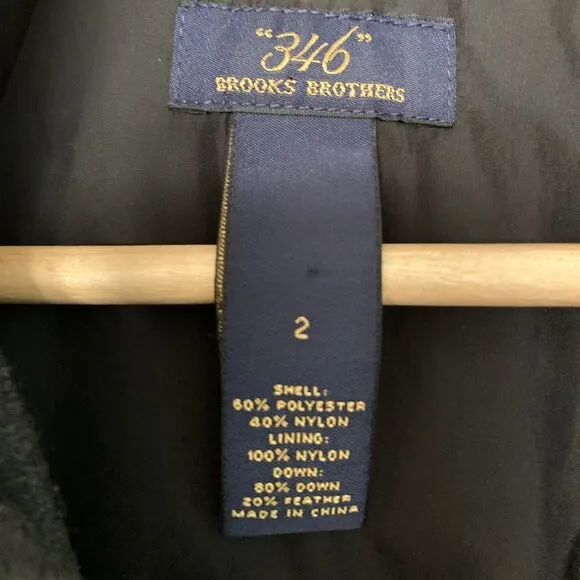 "346"
BROOKS BROTHERS
2
SHELL:
60% POLYESTER
40% NYLON
LINING:
100% NYLON
DOWN:
80% DOWN
20% FEATHER
MADE IN CHINA